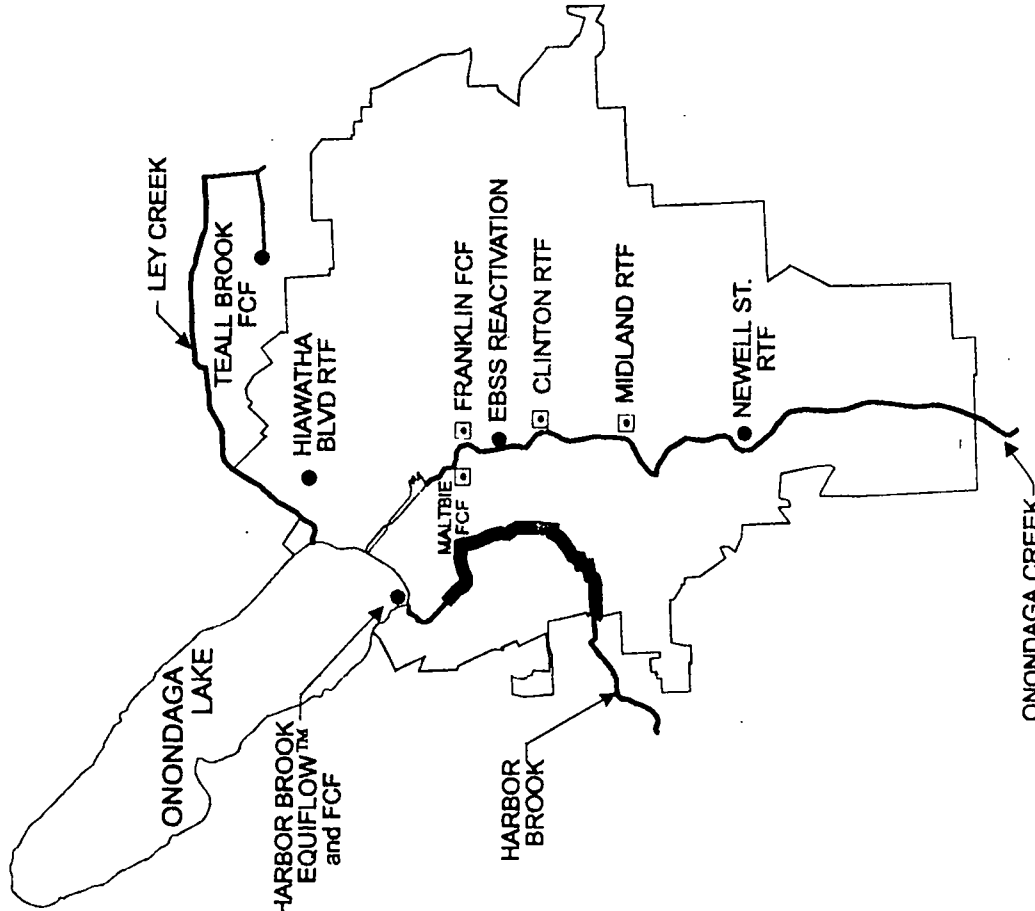 LEY CREEK
TEALL BROOK
FCF
HIAWATHA
BLVD RTF
ONONDAGA
LAKE
FRANKLIN FCF
MALTBIE
FCF
EBSS REACTIVATION
CLINTON RTF
HARBOR BROOK
EQUIFLOW™
and FCF
MIDLAND RTF
HARBOR
BROOK
NEWELL ST.
RTF
ONONDAGA CREEK